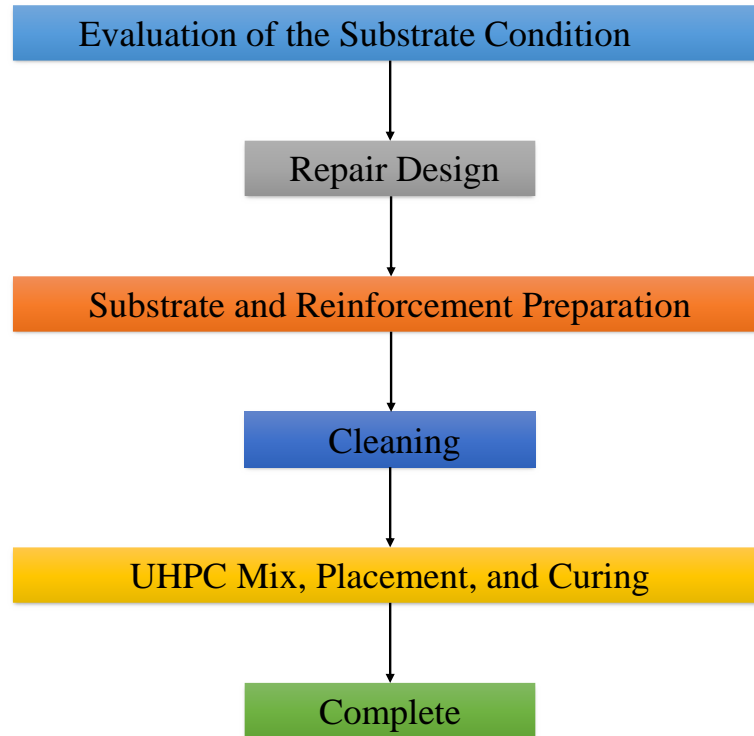 Evaluation of the Substrate Condition
Repair Design
Substrate and Reinforcement Preparation
Cleaning
UHPC Mix, Placement, and Curing
Complete